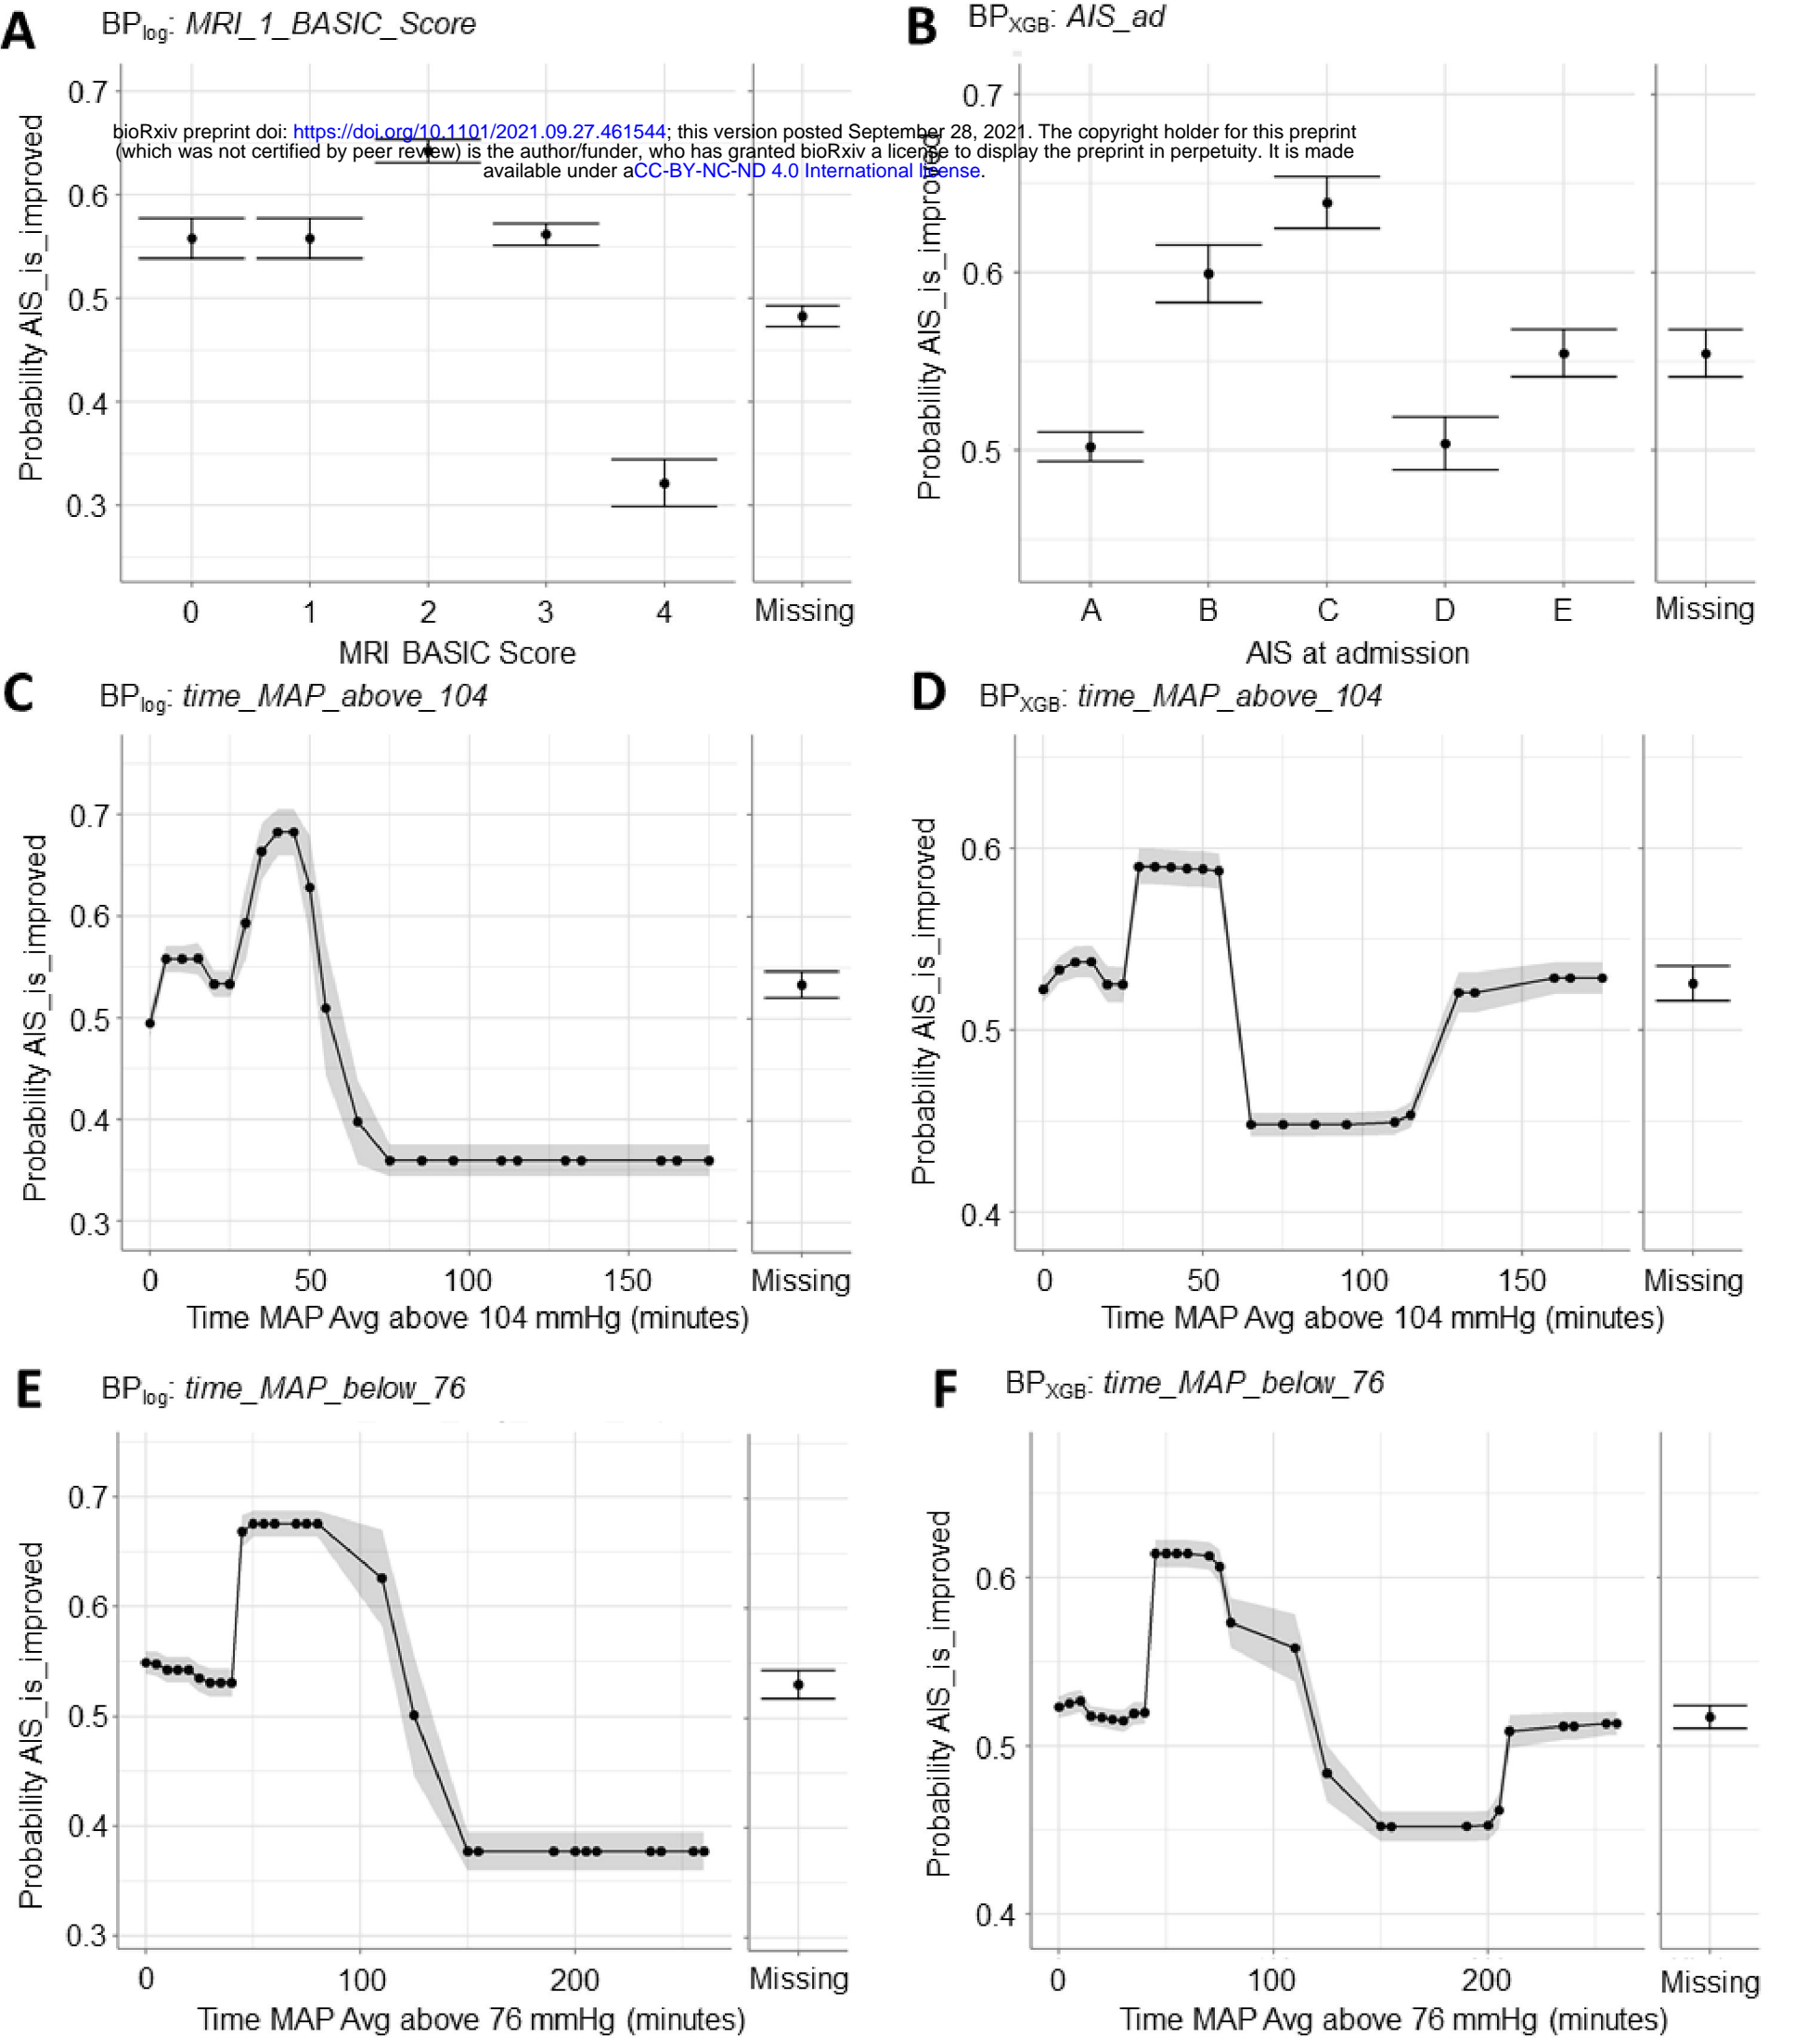 A BPlog: MRI_1_BASIC_Score
B BPXGB: AIS_ad
bioRxiv preprint doi: https://doi.org/10.1101/2021.09.27.461544; this version posted September 28, 2021. The copyright holder for this preprint
(which was not certified by peer review) is the author/funder, who has granted bioRxiv a license to display the preprint in perpetuity. It is made
available under aCC-BY-NC-ND 4.0 International license.
Probability AIS_is_improved
0.7
0.6
0.5
0.4
0.3
0 1 2 3 4 Missing
MRI BASIC Score
Probability AIS_is_improved
0.7
0.6
0.5
A B C D E Missing
AIS at admission
C BPlog: time_MAP_above_104
Probability AIS_is_improved
0.7
0.6
0.5
0.4
0.3
0 50 100 150 Missing
Time MAP Avg above 104 mmHg (minutes)
D BPXGB: time_MAP_above_104
Probability AIS_is_improved
0.6
0.5
0.4
0 50 100 150 Missing
Time MAP Avg above 104 mmHg (minutes)
E BPlog: time_MAP_below_76
Probability AIS_is_improved
0.7
0.6
0.5
0.4
0.3
0 100 200 Missing
Time MAP Avg above 76 mmHg (minutes)
F BPXGB: time_MAP_below_76
Probability AIS_is_improved
0.6
0.5
0.4
0 100 200 Missing
Time MAP Avg above 76 mmHg (minutes)